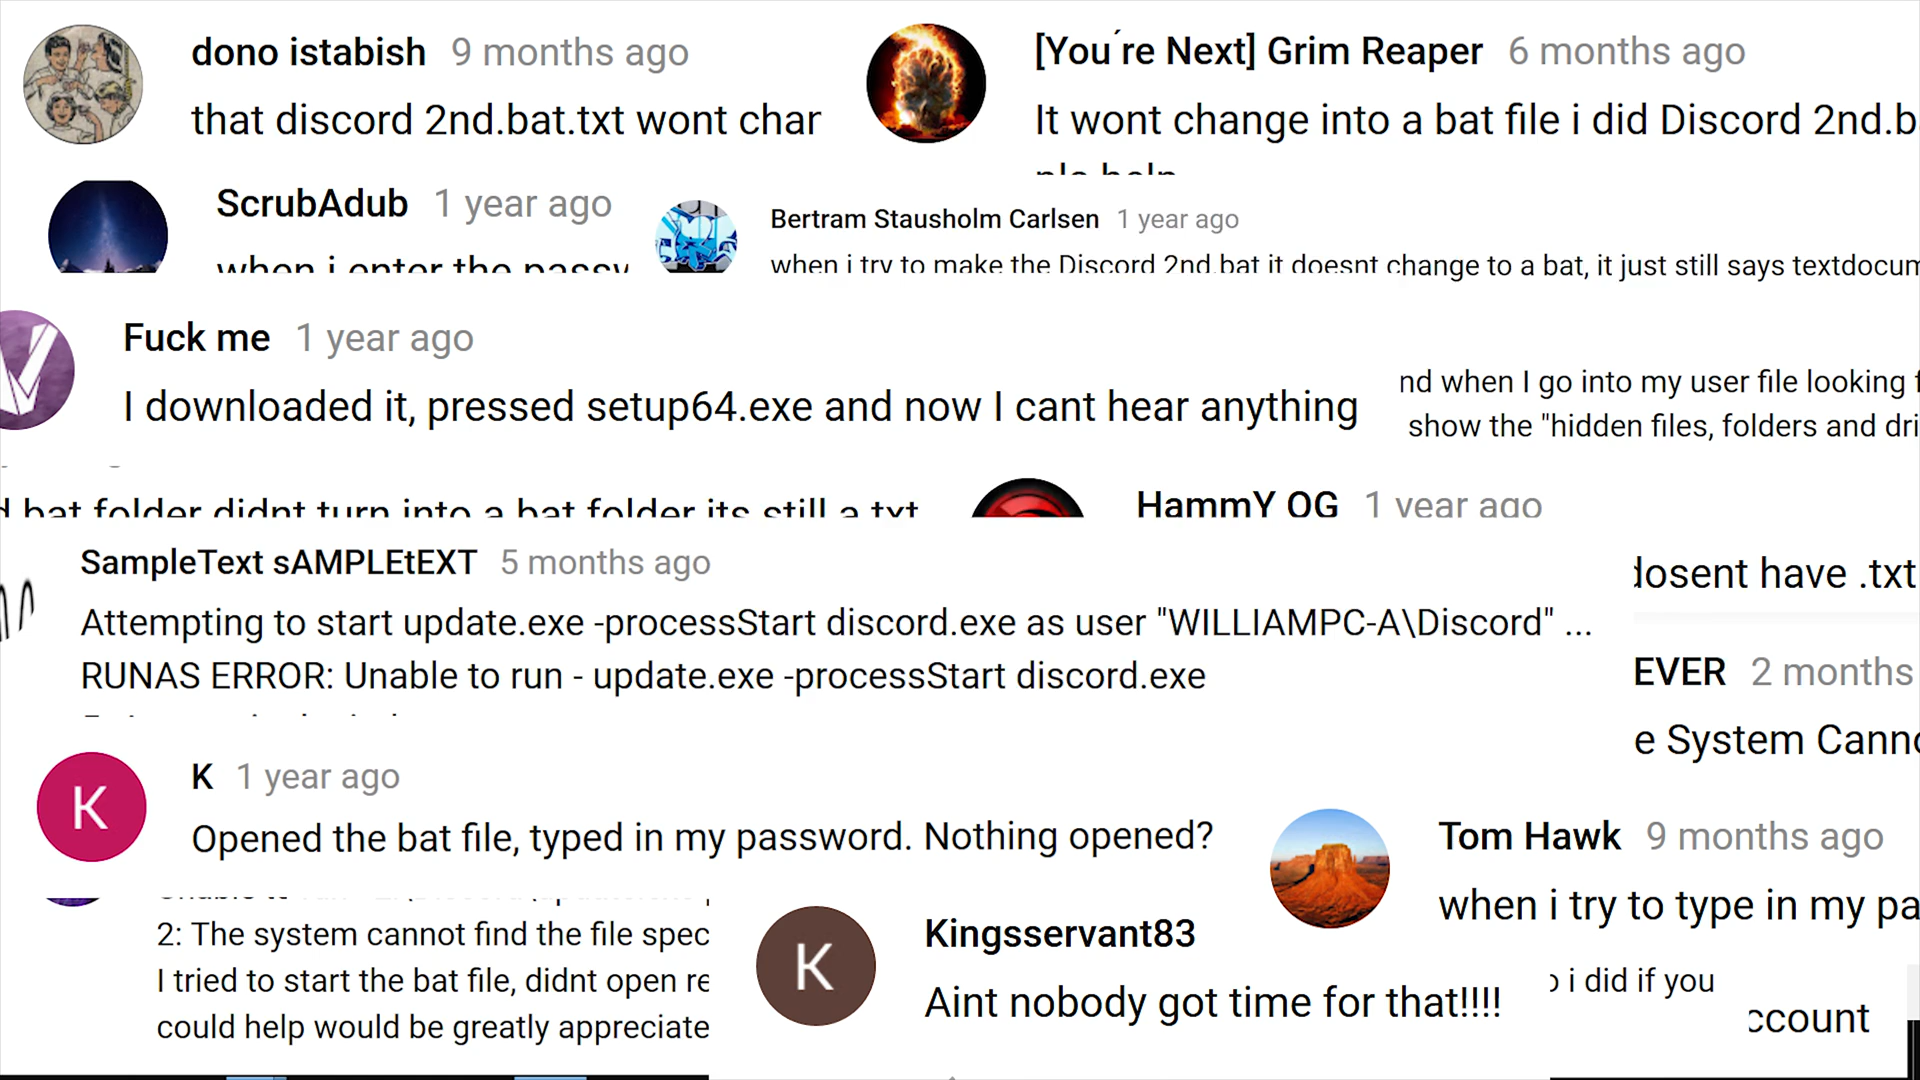 dono istabish 9 months ago
that discord 2nd.bat.txt wont char
[You´re Next] Grim Reaper 6 months ago
It wont change into a bat file i did Discord 2nd.b
pls help
ScrubAdub 1 year ago
when i enter the passw
Bertram Stausholm Carlsen 1 year ago
when i try to make the Discord 2nd.bat it doesnt change to a bat, it just still says textdocum
Fuck me 1 year ago
I downloaded it, pressed setup64.exe and now I cant hear anything
nd when I go into my user file looking f
show the "hidden files, folders and dri
d bat folder didnt turn into a bat folder its still a txt
HammY OG 1 year ago
SampleText sAMPLEtEXT 5 months ago
Attempting to start update.exe -processStart discord.exe as user "WILLIAMPC-A\Discord" ...
RUNAS ERROR: Unable to run - update.exe -processStart discord.exe
dosent have .txt
EVER 2 months
e System Canno
K
K 1 year ago
Opened the bat file, typed in my password. Nothing opened?
Tom Hawk 9 months ago
when i try to type in my pa
2: The system cannot find the file spec
I tried to start the bat file, didnt open re
could help would be greatly appreciate
K
Kingsservant83
Aint nobody got time for that!!!!
o i did if you
ccount